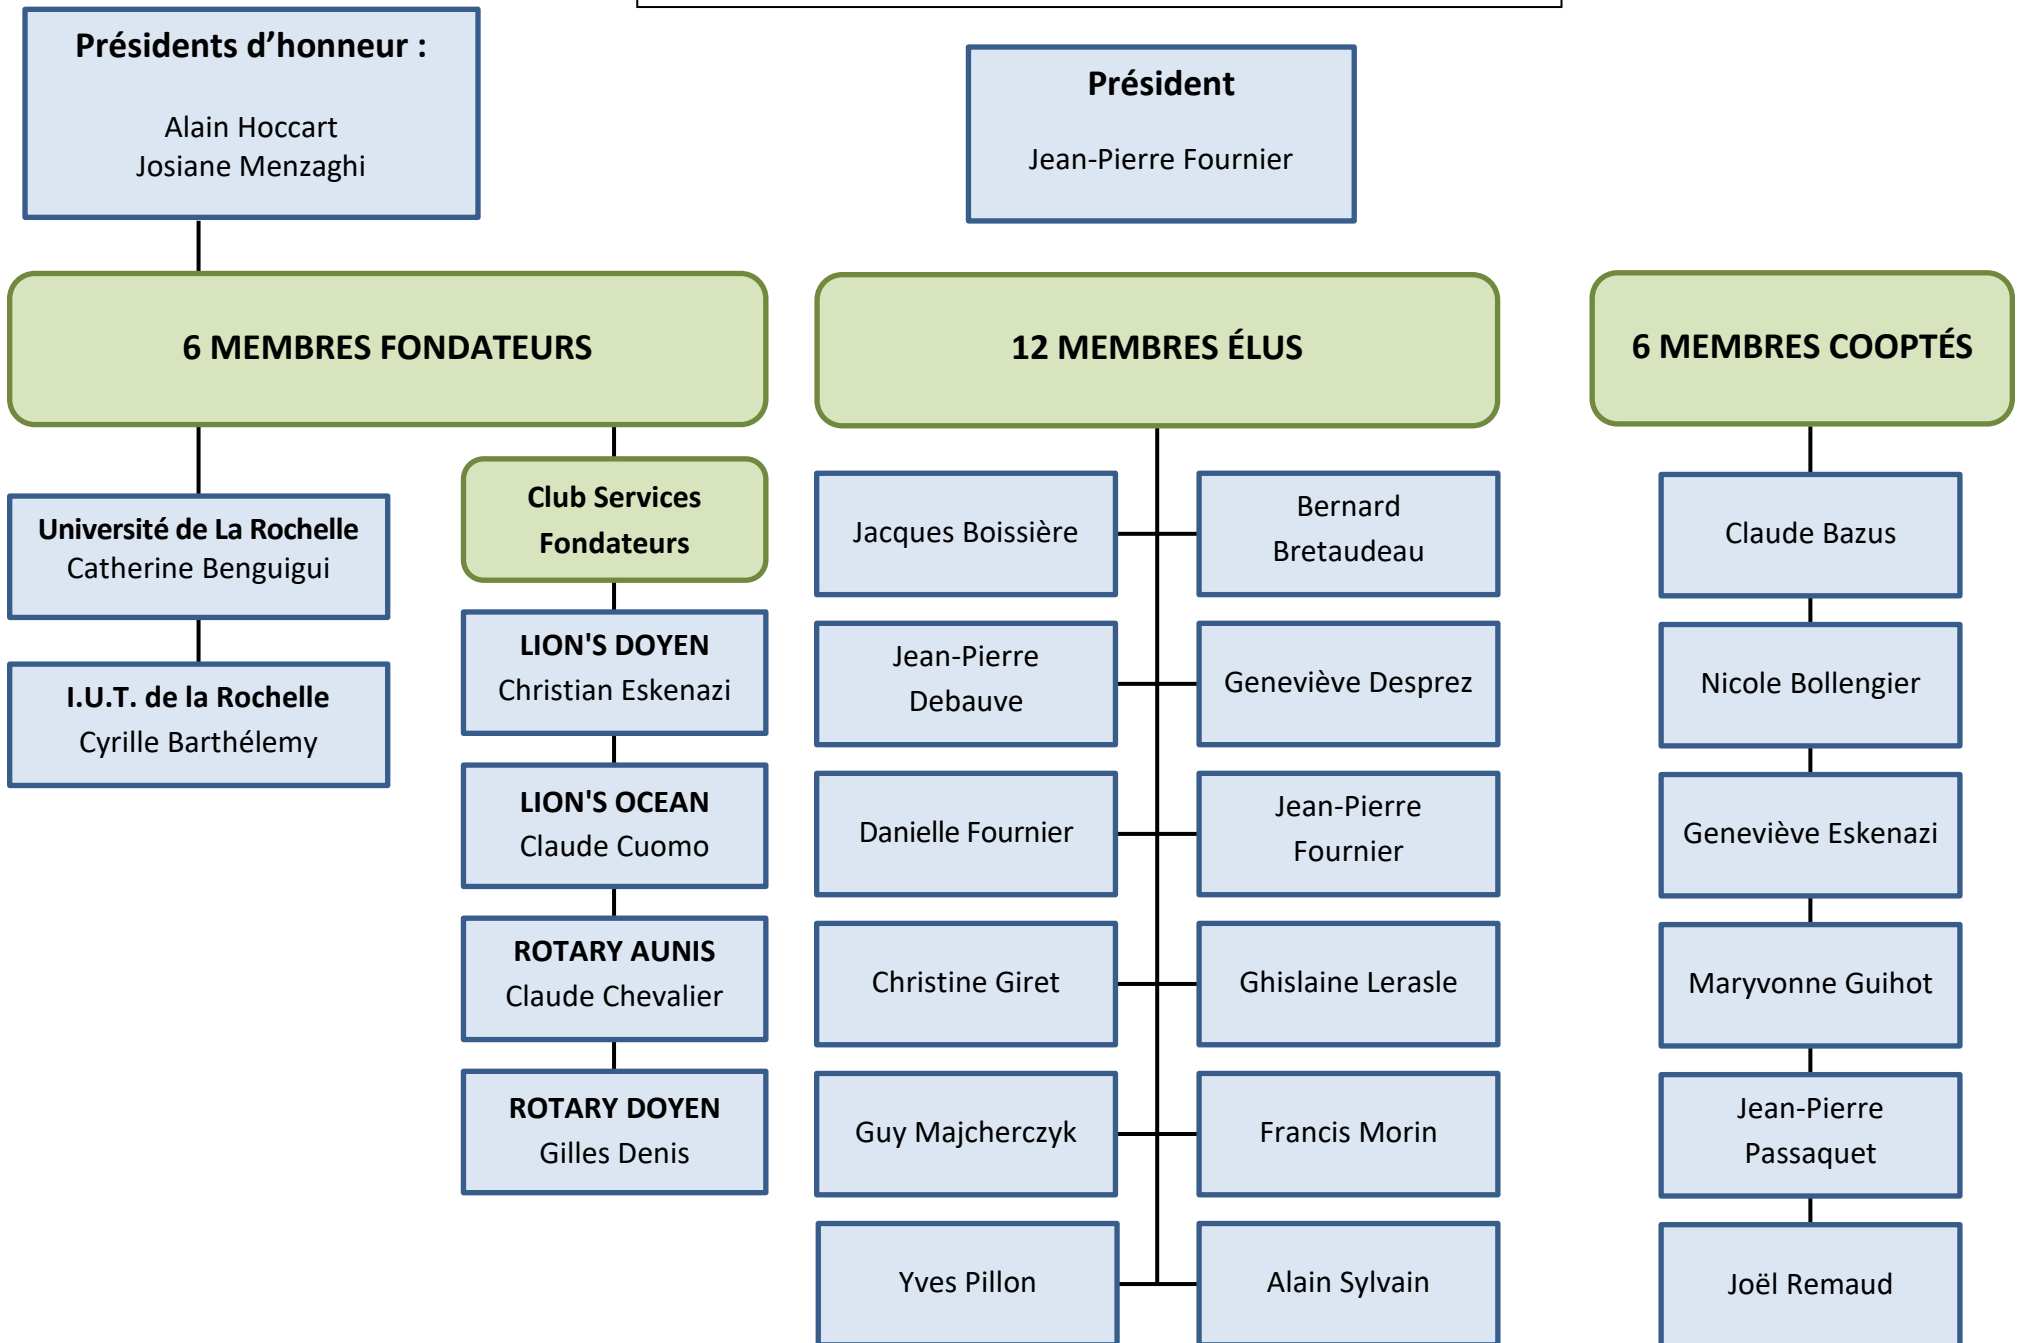 Présidents d’honneur :
Alain Hoccart
Josiane Menzaghi
Président
Jean-Pierre Fournier
6 MEMBRES FONDATEURS
12 MEMBRES ÉLUS
6 MEMBRES COOPTÉS
Université de La Rochelle
Catherine Benguigui
I.U.T. de la Rochelle
Cyrille Barthélemy
Club Services
Fondateurs
LION'S DOYEN
Christian Eskenazi
LION'S OCEAN
Claude Cuomo
ROTARY AUNIS
Claude Chevalier
ROTARY DOYEN
Gilles Denis
Jacques Boissière
Bernard
Bretaudeau
Jean-Pierre
Debauve
Geneviève Desprez
Danielle Fournier
Jean-Pierre
Fournier
Christine Giret
Ghislaine Lerasle
Guy Majcherczyk
Francis Morin
Yves Pillon
Alain Sylvain
Claude Bazus
Nicole Bollengier
Geneviève Eskenazi
Maryvonne Guihot
Jean-Pierre
Passaquet
Joël Remaud